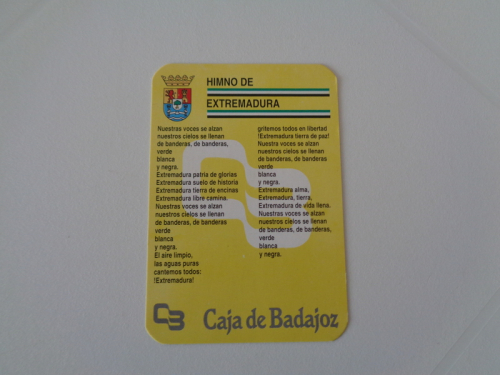 HIMNO DE
EXTREMADURA
Nuestras voces se alzan
nuestros cielos se llenan
de banderas, de banderas,
verde
blanca
y negra.
Extremadura patria de glorias
Extremadura suelo de historia
Extremadura tierra de encinas
Extremadura libre camina.
Nuestras voces se alzan
nuestros cielos se llenan
de banderas, de banderas
verde
blanca
y negra.
El aire limpio,
las aguas puras
cantemos todos:
!Extremadura!
gritemos todos en libertad
!Extremadura tierra de paz!
Nuestra voces se alzan
nuestros cielos se llenan
de banderas, de banderas
verde
blanca
y negra.
Extremadura alma,
Extremadura, tierra,
Extremadura de vida llena.
Nuestras voces se alzan
nuestros cielos se llenan
de banderas, de banderas,
verde
blanca
y negra.
CB Caja de Badajoz